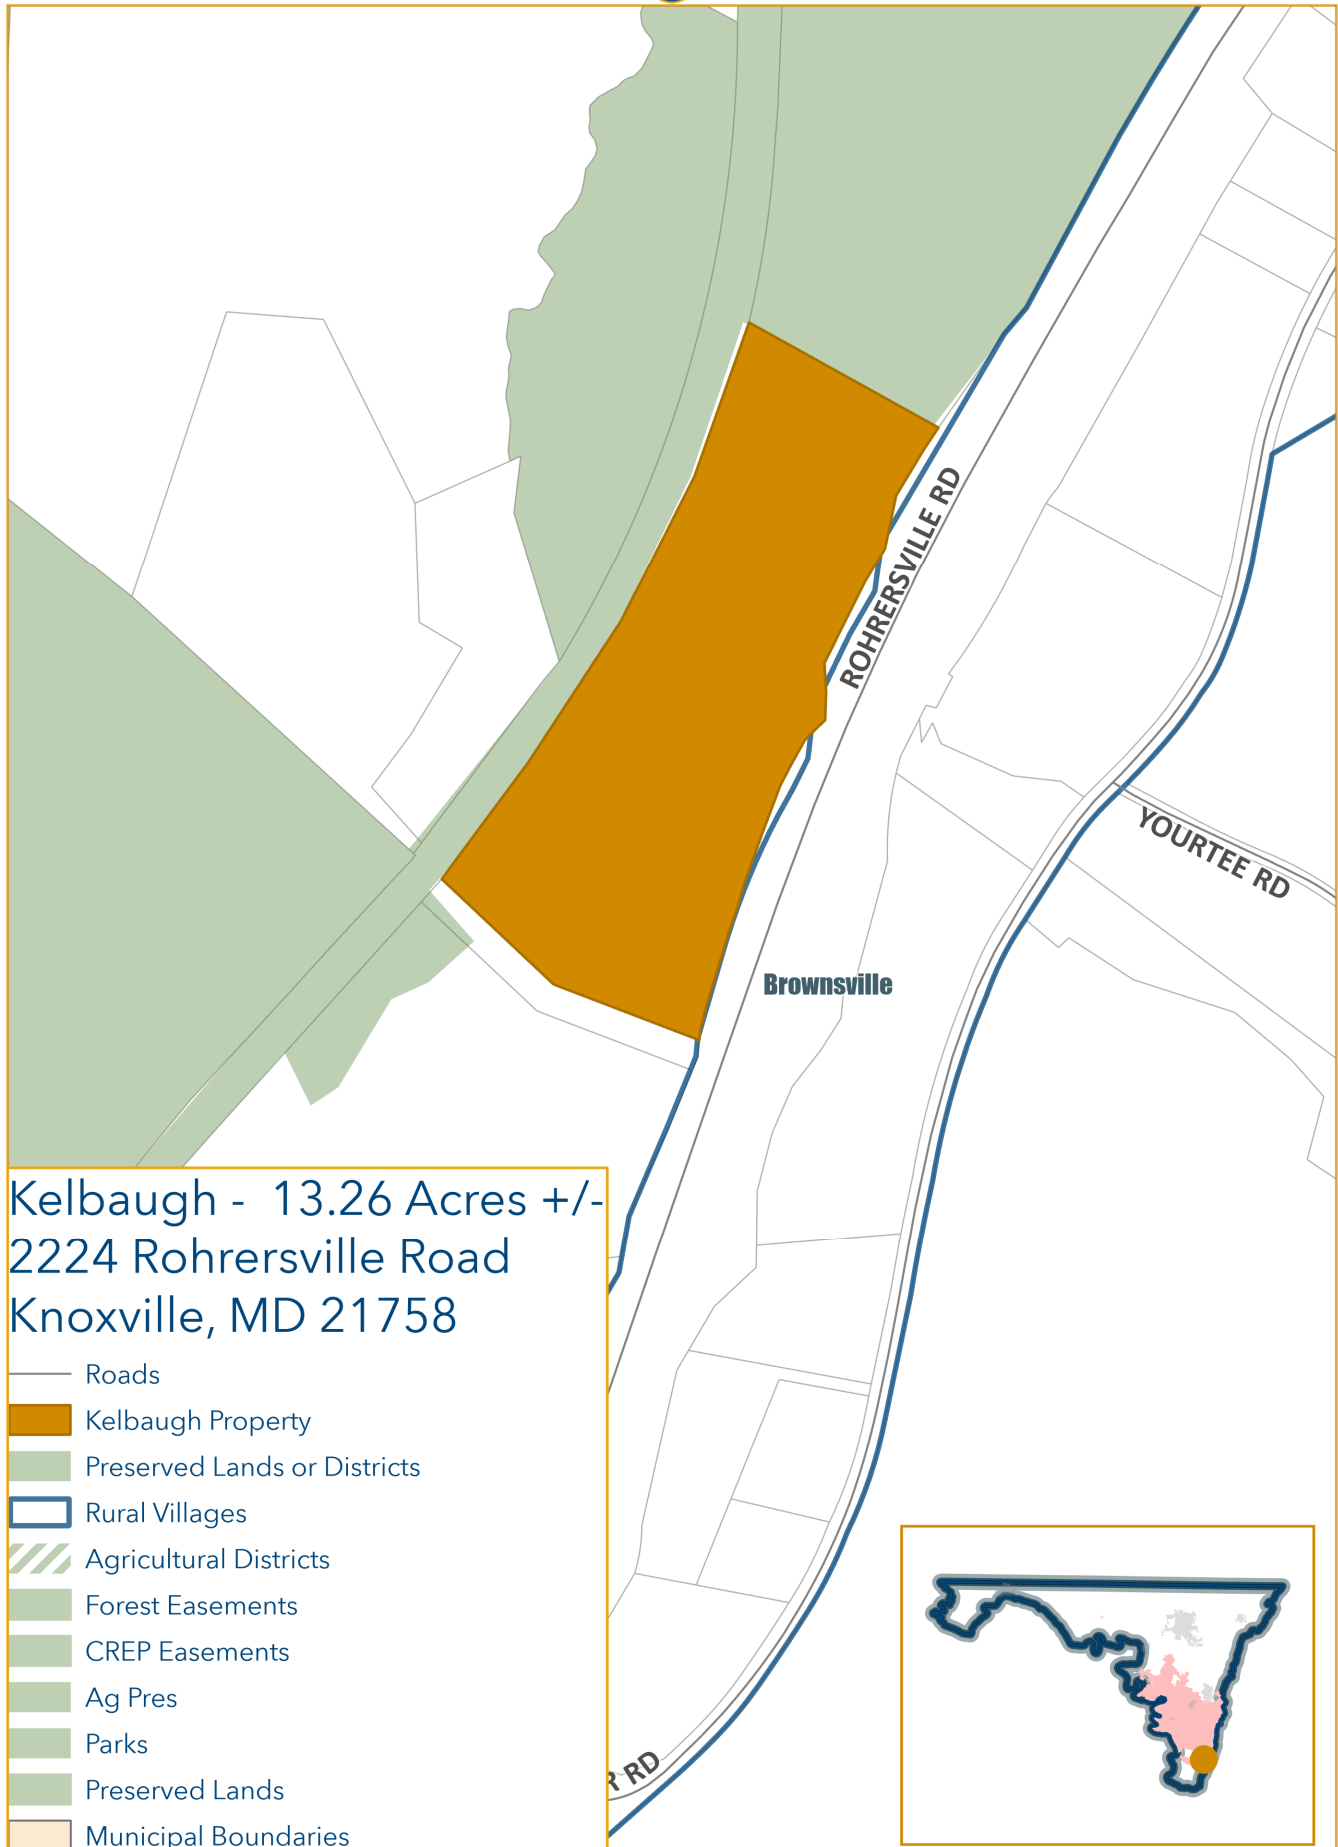 ROHRERSVILLE RD
YOURTEE RD
Brownsville
RD
Kelbaugh - 13.26 Acres +/-
2224 Rohrersville Road
Knoxville, MD 21758
Roads
Kelbaugh Property
Preserved Lands or Districts
Rural Villages
Agricultural Districts
Forest Easements
CREP Easements
Ag Pres
Parks
Preserved Lands
Municipal Boundaries